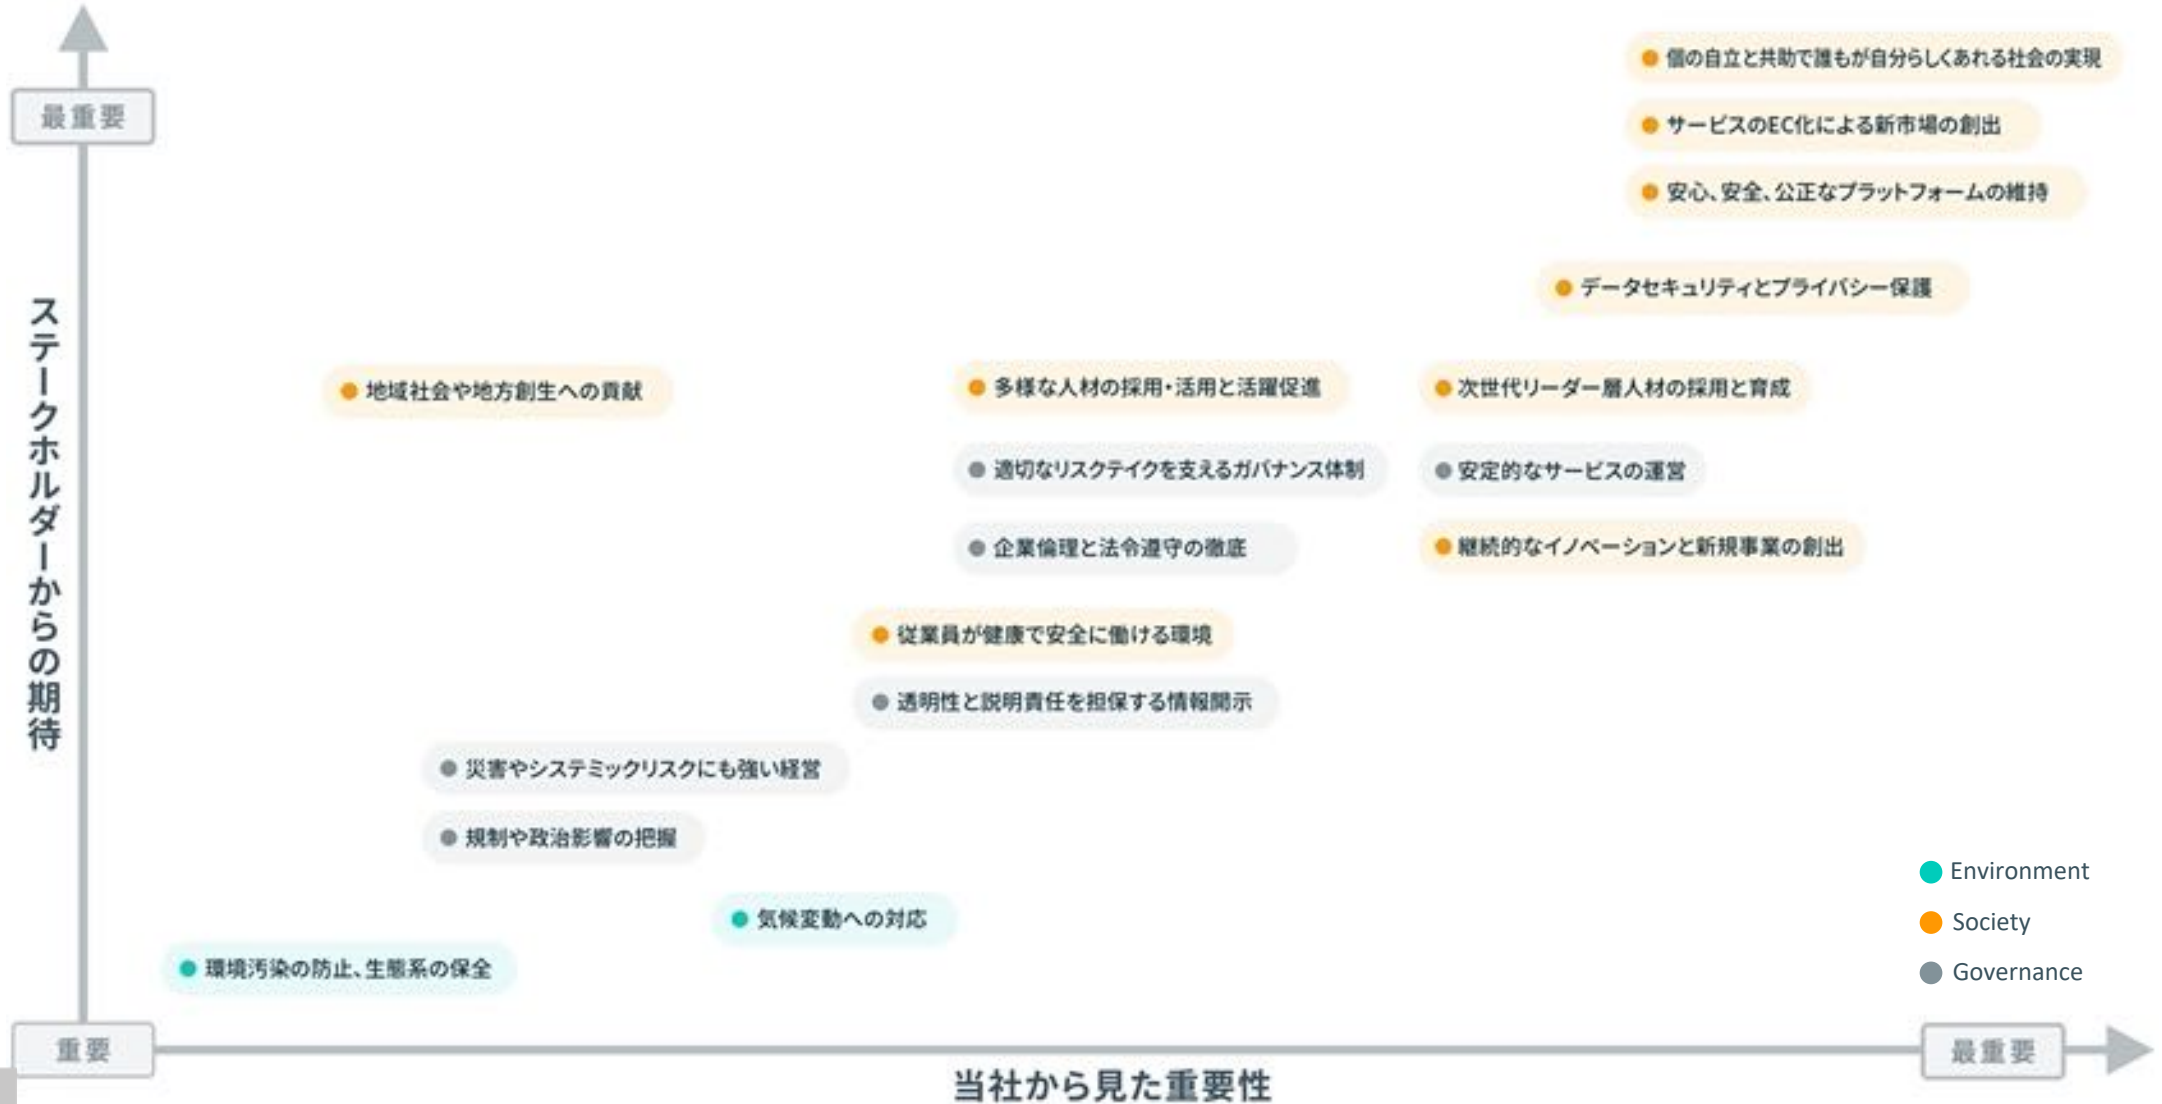 最重要
個の自立と共助で誰もが自分らしくあれる社会の実現
サービスのEC化による新市場の創出
安心、安全、公正なプラットフォームの維持
データセキュリティとプライバシー保護
ステークホルダーからの期待
地域社会や地方創生への貢献
多様な人材の採用・活用と活躍促進
次世代リーダー層人材の採用と育成
適切なリスクテイクを支えるガバナンス体制
安定的なサービスの運営
企業倫理と法令遵守の徹底
継続的なイノベーションと新規事業の創出
従業員が健康で安全に働ける環境
透明性と説明責任を担保する情報開示
災害やシステミックリスクにも強い経営
規制や政治影響の把握
気候変動への対応
環境汚染の防止、生態系の保全
Environment
Society
Governance
重要
最重要
当社から見た重要性